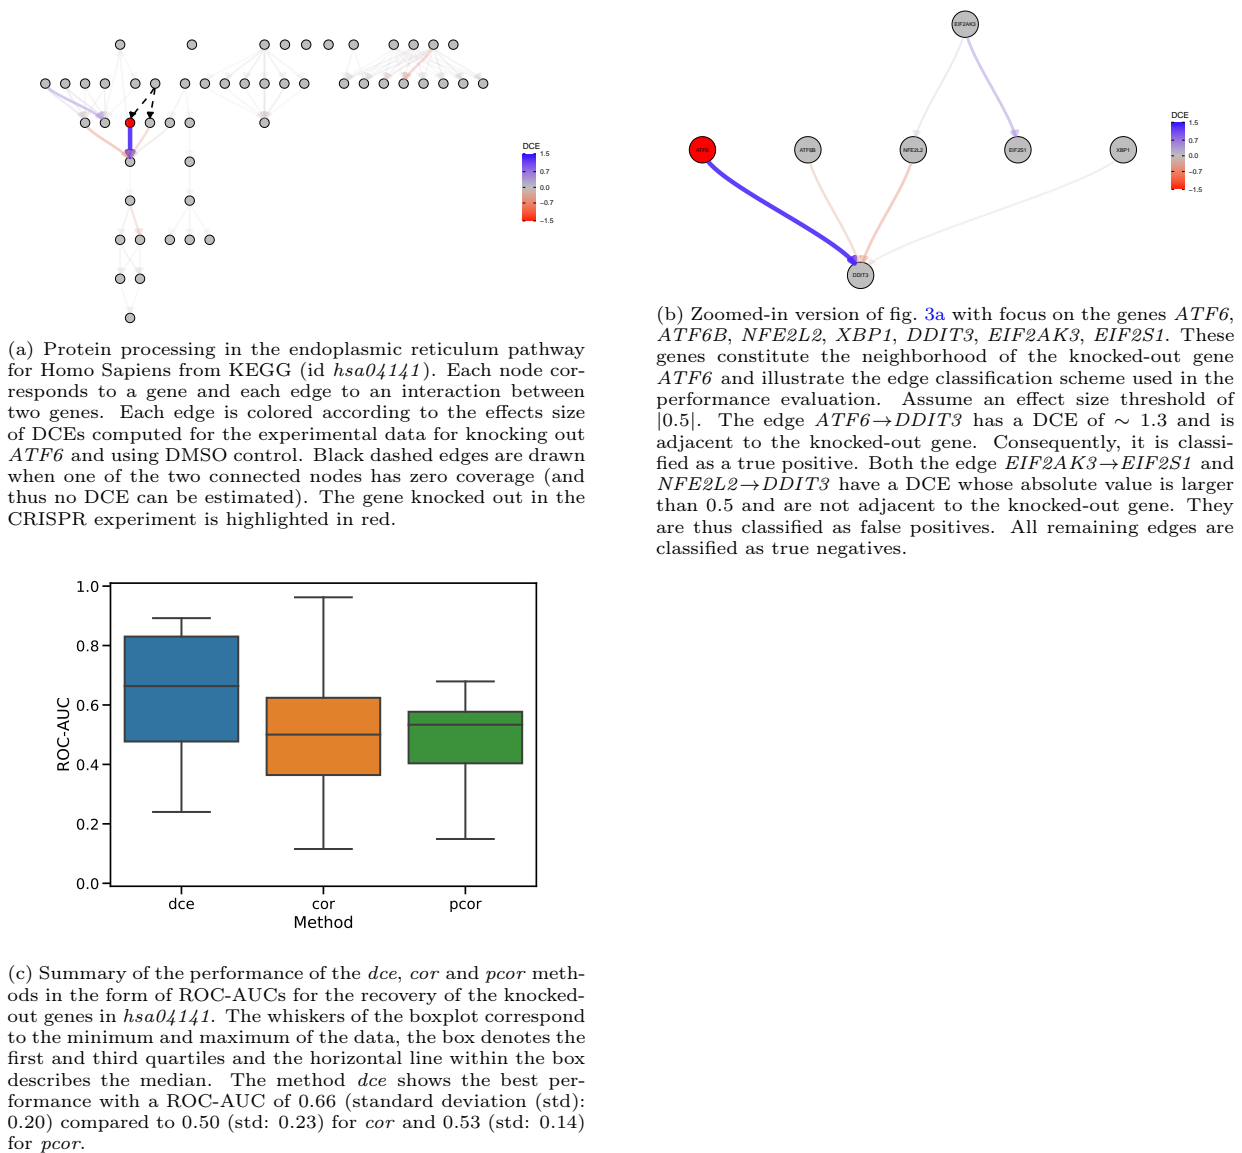 DCE
1.5
0.7
0.0
−0.7
−1.5
(a) Protein processing in the endoplasmic reticulum pathway
for Homo Sapiens from KEGG (id hsa04141). Each node cor-
responds to a gene and each edge to an interaction between
two genes. Each edge is colored according to the effects size
of DCEs computed for the experimental data for knocking out
ATF6 and using DMSO control. Black dashed edges are drawn
when one of the two connected nodes has zero coverage (and
thus no DCE can be estimated). The gene knocked out in the
CRISPR experiment is highlighted in red.
EIF2AK3
ATF6
ATF6B
NFE2L2
EIF2S1
XBP1
DDIT3
DCE
1.5
0.7
0.0
−0.7
−1.5
(b) Zoomed-in version of fig. 3a with focus on the genes ATF6,
ATF6B, NFE2L2, XBP1, DDIT3, EIF2AK3, EIF2S1. These
genes constitute the neighborhood of the knocked-out gene
ATF6 and illustrate the edge classification scheme used in the
performance evaluation. Assume an effect size threshold of
|0.5|. The edge ATF6→DDIT3 has a DCE of ∼ 1.3 and is
adjacent to the knocked-out gene. Consequently, it is classi-
fied as a true positive. Both the edge EIF2AK3→EIF2S1 and
NFE2L2→DDIT3 have a DCE whose absolute value is larger
than 0.5 and are not adjacent to the knocked-out gene. They
are thus classified as false positives. All remaining edges are
classified as true negatives.
1.0
0.8
0.6
0.4
0.2
0.0
ROC-AUC
dce
cor
pcor
Method
(c) Summary of the performance of the dce, cor and pcor meth-
ods in the form of ROC-AUCs for the recovery of the knocked-
out genes in hsa04141. The whiskers of the boxplot correspond
to the minimum and maximum of the data, the box denotes the
first and third quartiles and the horizontal line within the box
describes the median. The method dce shows the best per-
formance with a ROC-AUC of 0.66 (standard deviation (std):
0.20) compared to 0.50 (std: 0.23) for cor and 0.53 (std: 0.14)
for pcor.